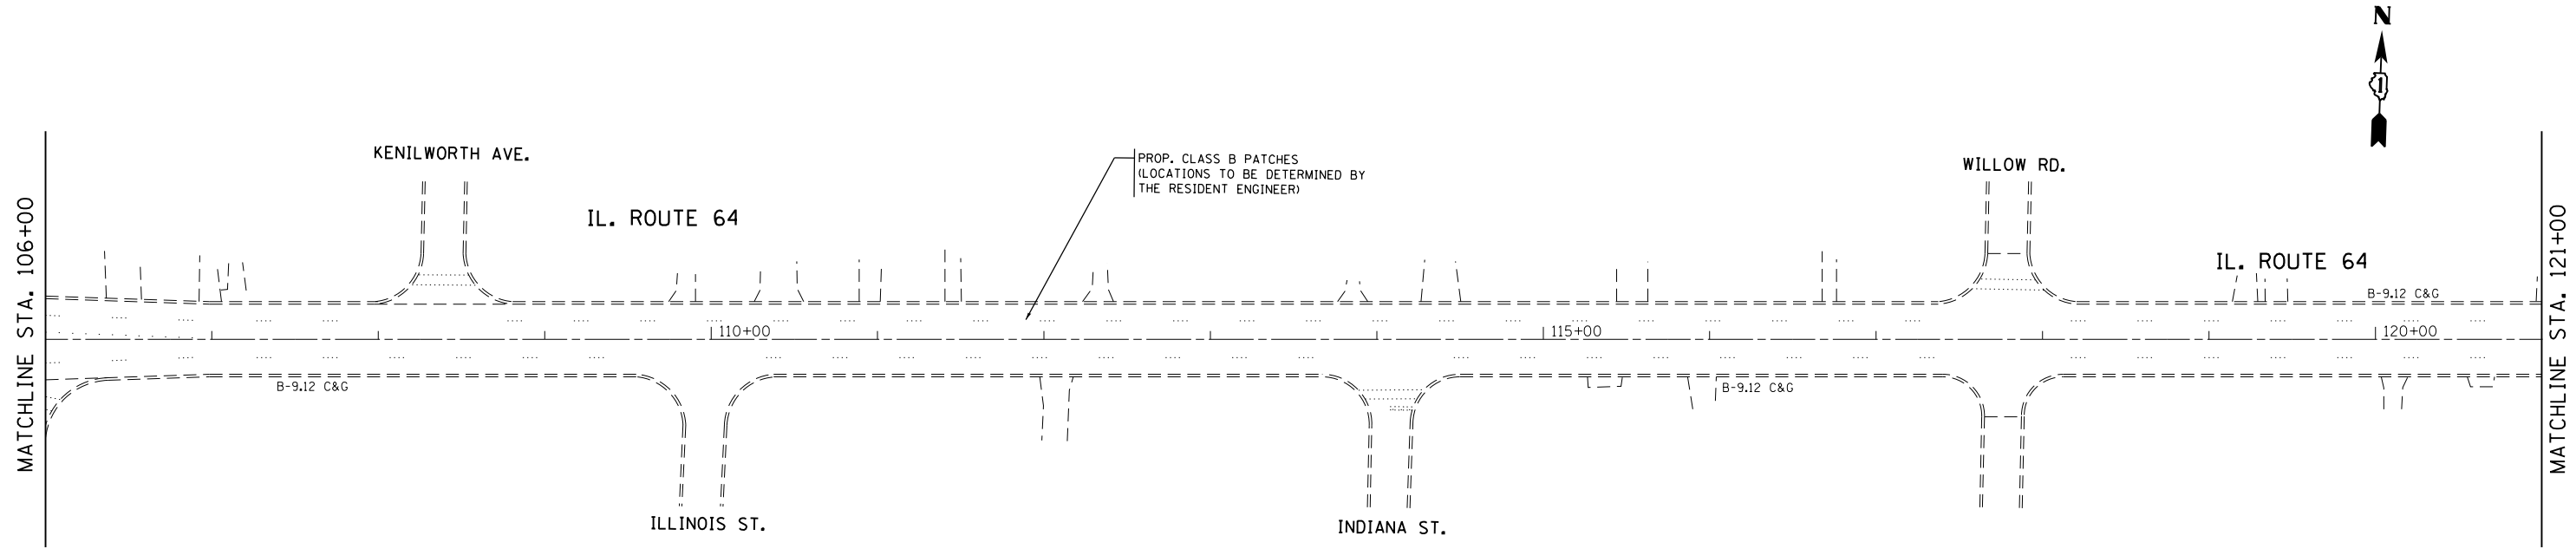 N
1
KENILWORTH AVE.
PROP. CLASS B PATCHES
(LOCATIONS TO BE DETERMINED BY
THE RESIDENT ENGINEER)
WILLOW RD.
IL. ROUTE 64
IL. ROUTE 64
MATCHLINE STA. 106+00
MATCHLINE STA. 121+00
B-9.12 C&G
110+00
115+00
120+00
B-9.12 C&G
B-9.12 C&G
ILLINOIS ST.
INDIANA ST.